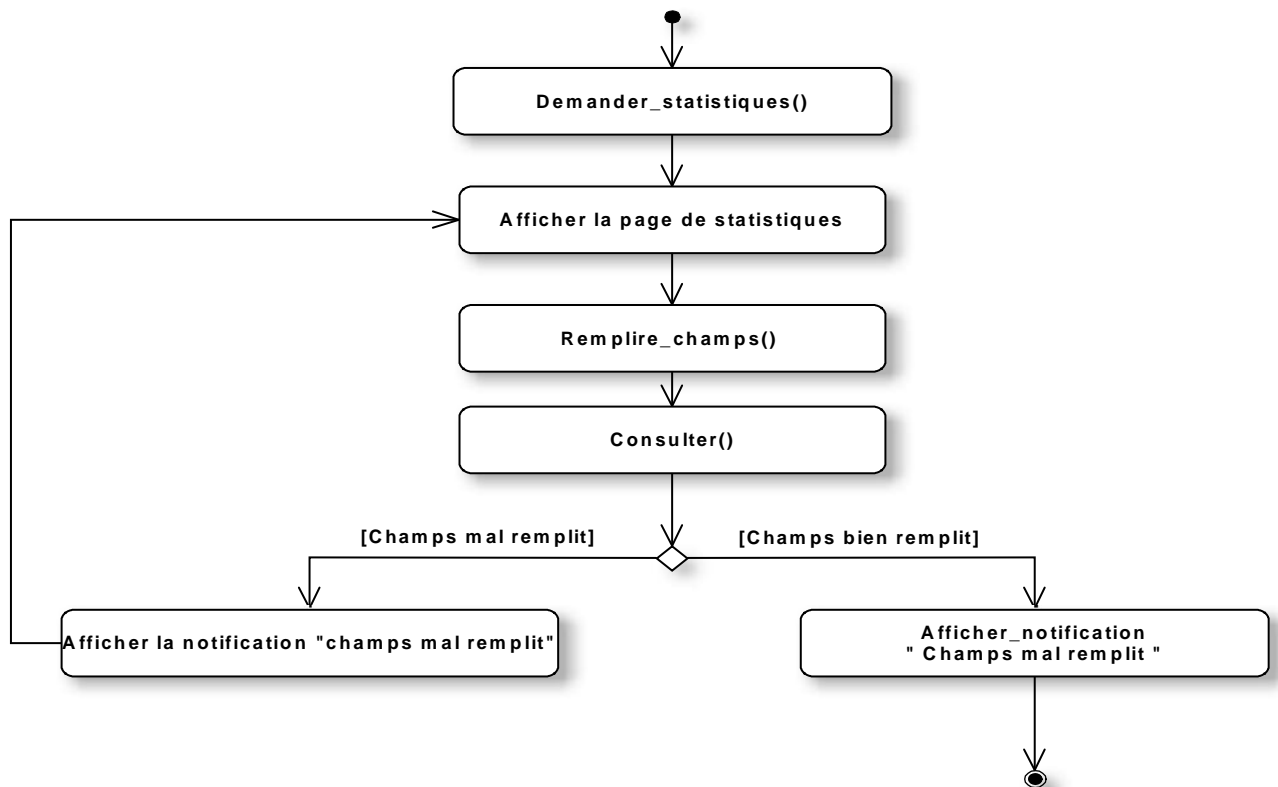 Demander_statistiques()
Afficher la page de statistiques
Remplire_champs()
Consulter()
[Champs mal remplit]
[Champs bien remplit]
Afficher la notification "champs mal remplit"
Afficher_notification
" Champs mal remplit "